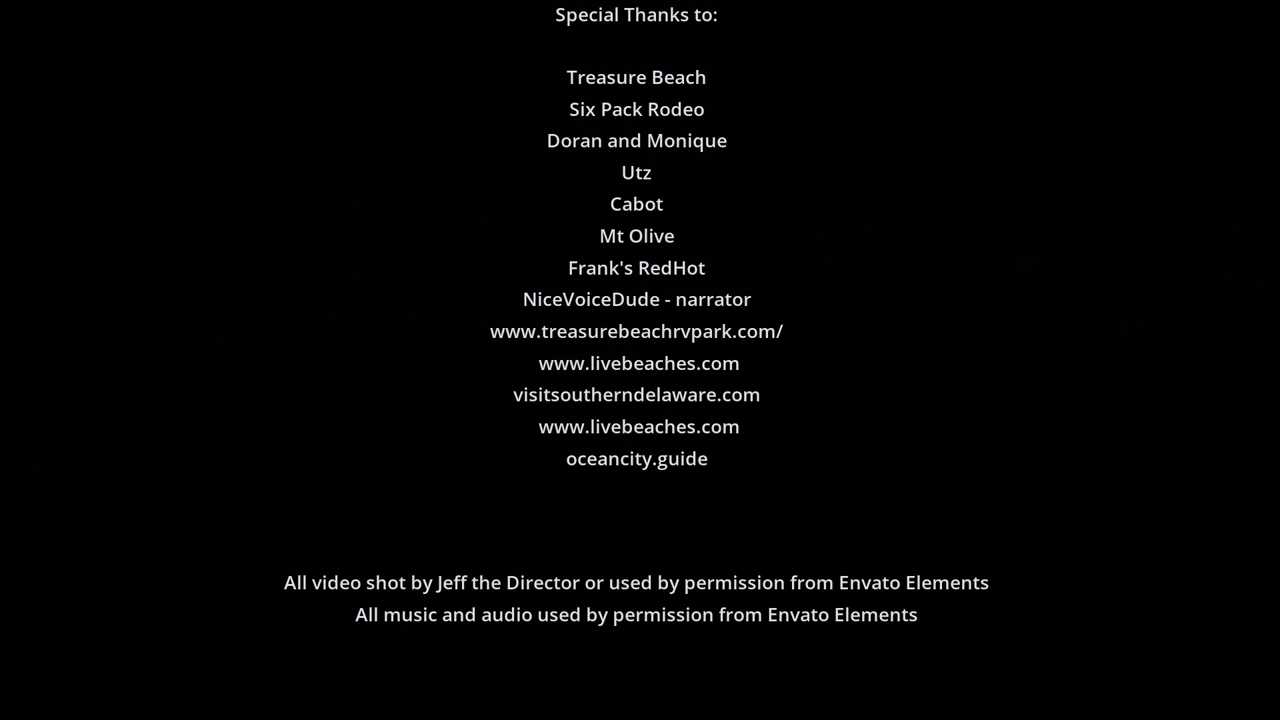 Special Thanks to:
Treasure Beach
Six Pack Rodeo
Doran and Monique
Utz
Cabot
Mt Olive
Frank's RedHot
NiceVoiceDude - narrator
www.treasurebeachrvpark.com/
www.livebeaches.com
visitsoutherndelaware.com
www.livebeaches.com
oceancity.guide
All video shot by Jeff the Director or used by permission from Envato Elements
All music and audio used by permission from Envato Elements